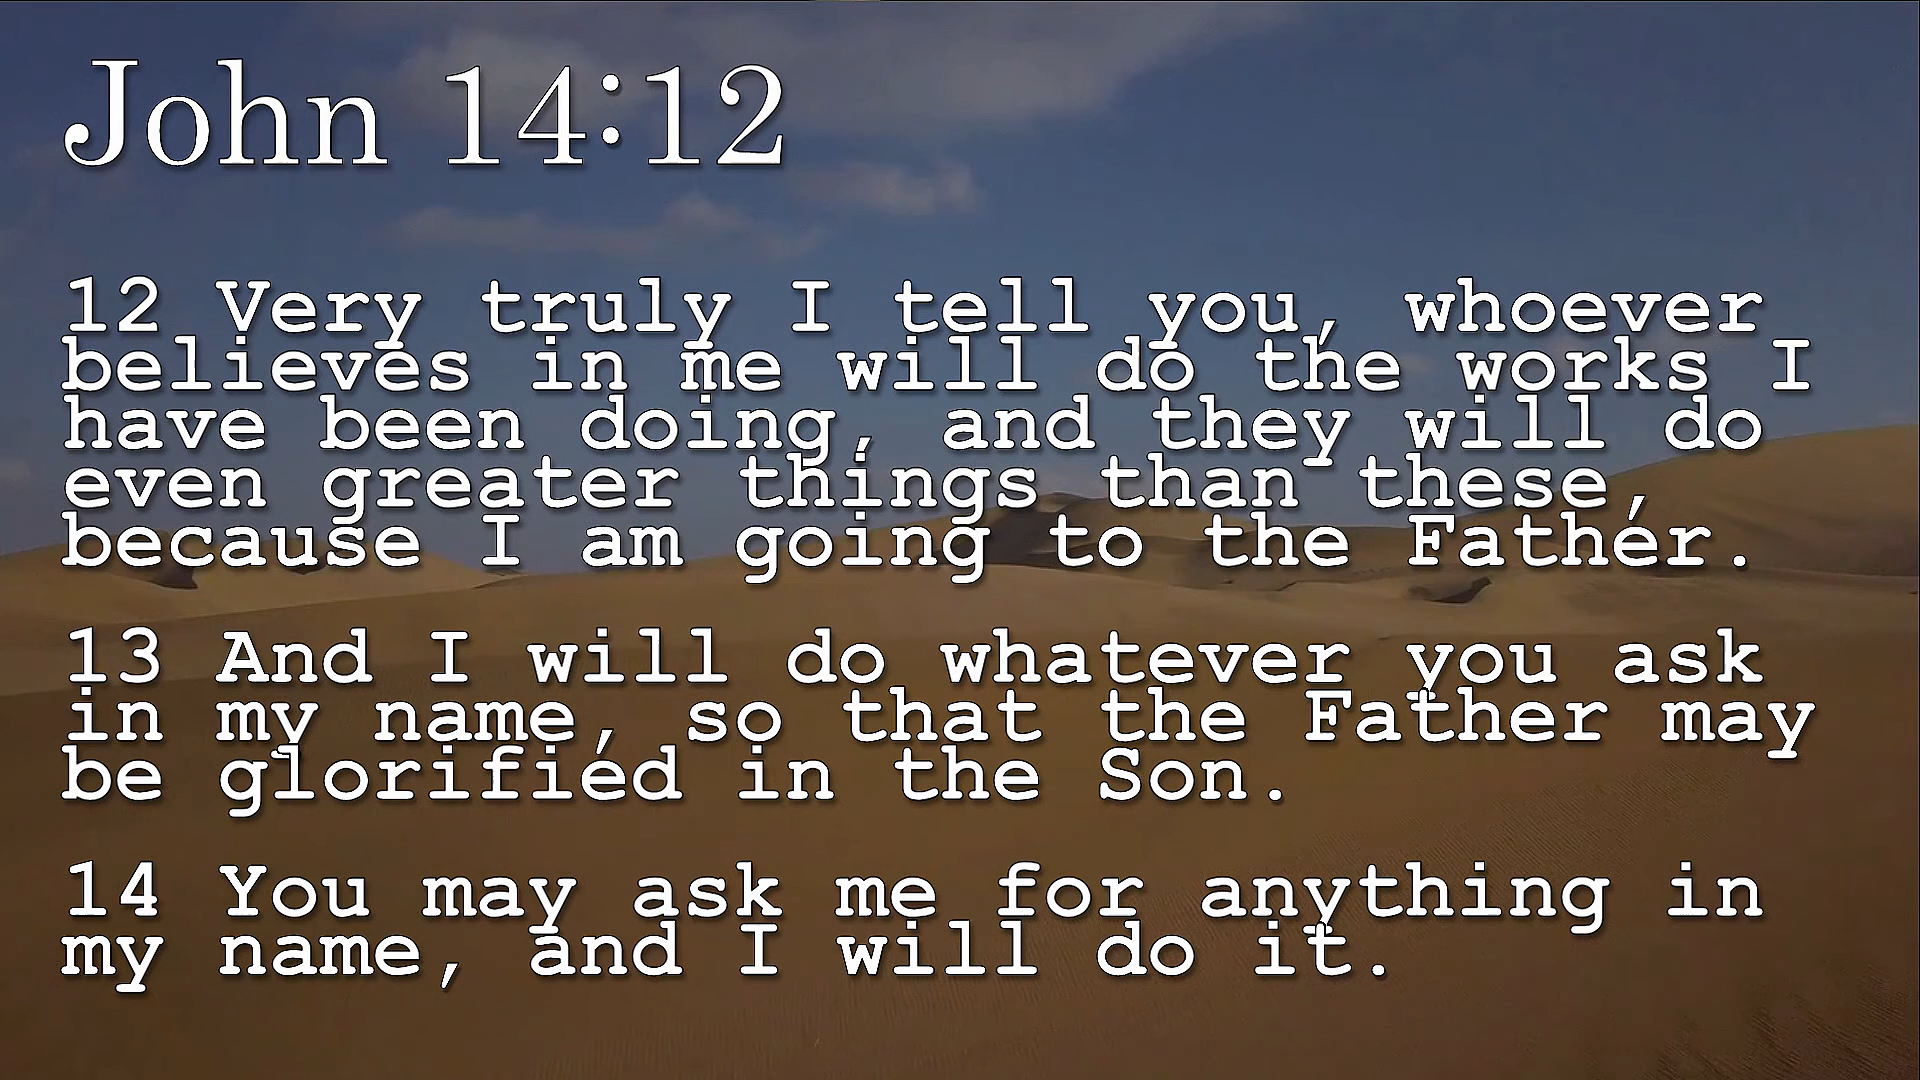 John 14:12
12 Very truly I tell you, whoever
believes in me will do the works I
have been doing, and they will do
even greater things than these,
because I am going to the Father.
13 And I will do whatever you ask
in my name, so that the Father may
be glorified in the Son.
14 You may ask me for anything in
my name, and I will do it.